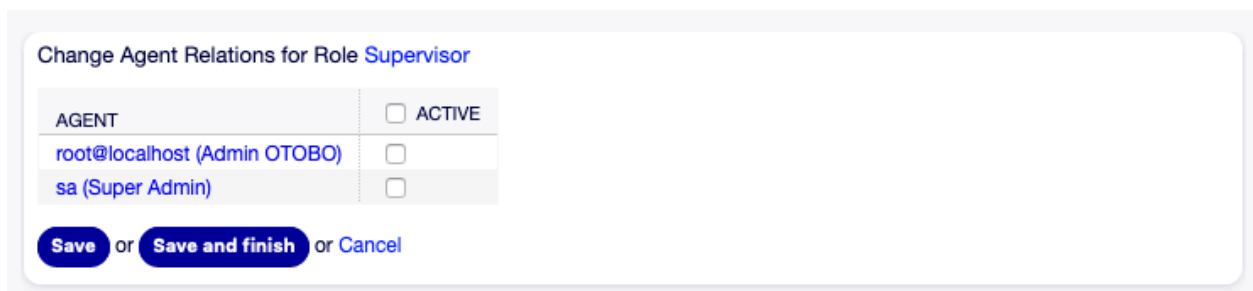 Change Agent Relations for Role Supervisor
AGENT ACTIVE
root@localhost (Admin OTOBO)
sa (Super Admin)
Save or Save and finish or Cancel